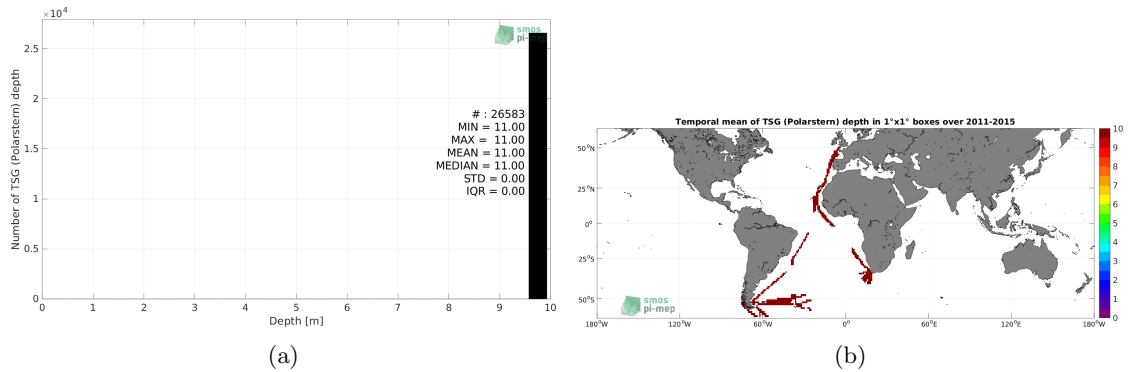 ×10⁴
smos
pi-mep
Number of TSG (Polarstern) depth
2.5
2
1.5
1
0.5
0
# : 26583
MIN = 11.00
MAX = 11.00
MEAN = 11.00
MEDIAN = 11.00
STD = 0.00
IQR = 0.00
0 1 2 3 4 5 6 7 8 9 10
Depth [m]
(a)
Temporal mean of TSG (Polarstern) depth in 1°x1° boxes over 2011-2015
50°N
25°N
0°
25°S
50°S
smos
pi-mep
180°W 120°W 60°W 0° 60°E 120°E 180°E
10
9
8
7
6
5
4
3
2
1
0
(b)